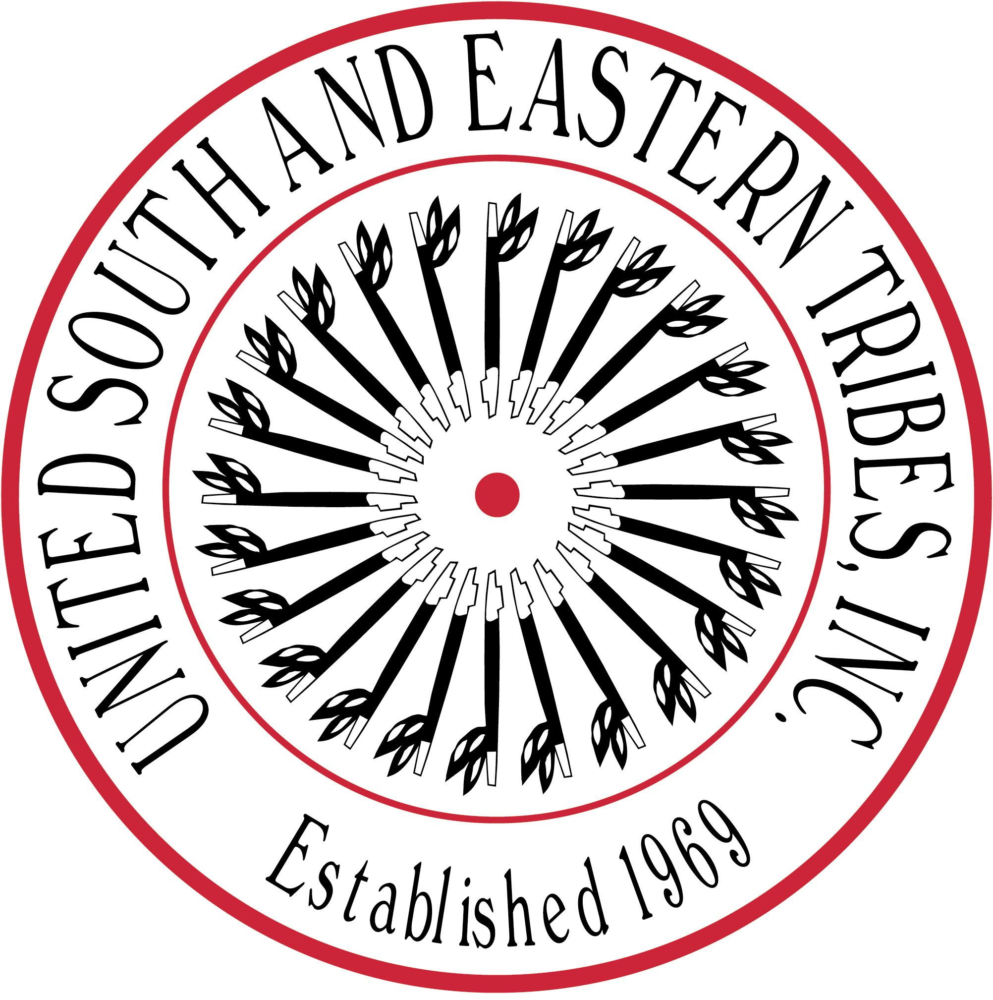 UNITED SOUTH AND EASTERN TRIBES, INC.
Established 1969